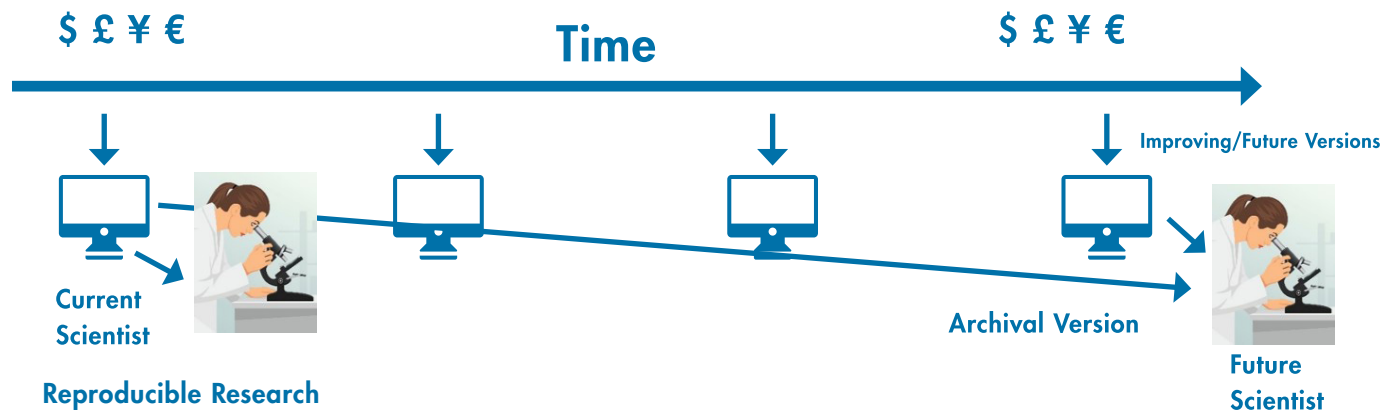 $ £ ¥ €
Time
$ £ ¥ €
Improving/Future Versions
Current
Scientist
Archival Version
Future
Scientist
Reproducible Research